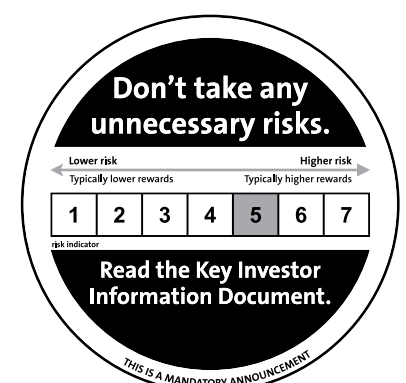 Don't take any
unnecessary risks.
Lower risk Higher risk
Typically lower rewards Typically higher rewards
1 2 3 4 5 6 7
risk indicator
Read the Key Investor
Information Document.
THIS IS A MANDATORY ANNOUNCEMENT